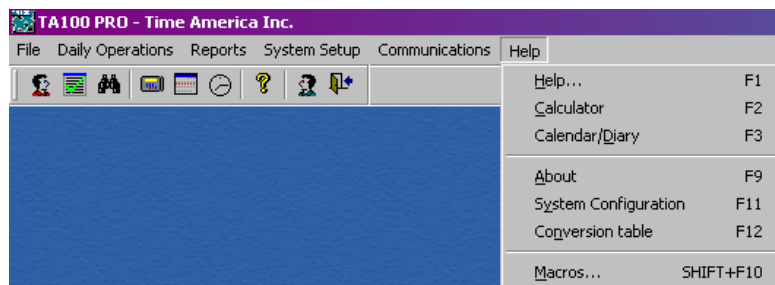 TA100 PRO - Time America Inc.
File Daily Operations Reports System Setup Communications Help
Help... F1
Calculator F2
Calendar/Diary F3
About F9
System Configuration F11
Conversion table F12
Macros... SHIFT+F10